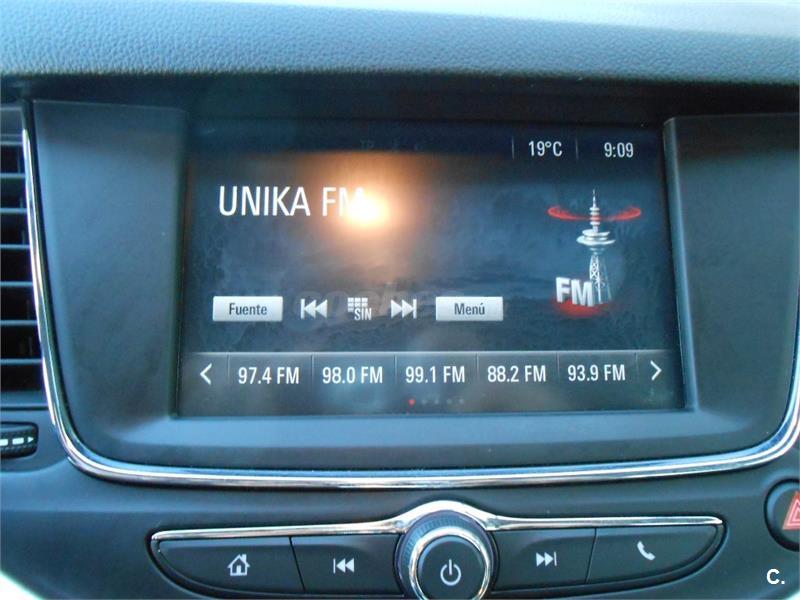 19°C 9:09
UNIKA FM
FM
Fuente SIN Menú
97.4 FM 98.0 FM 99.1 FM 88.2 FM 93.9 FM
C.